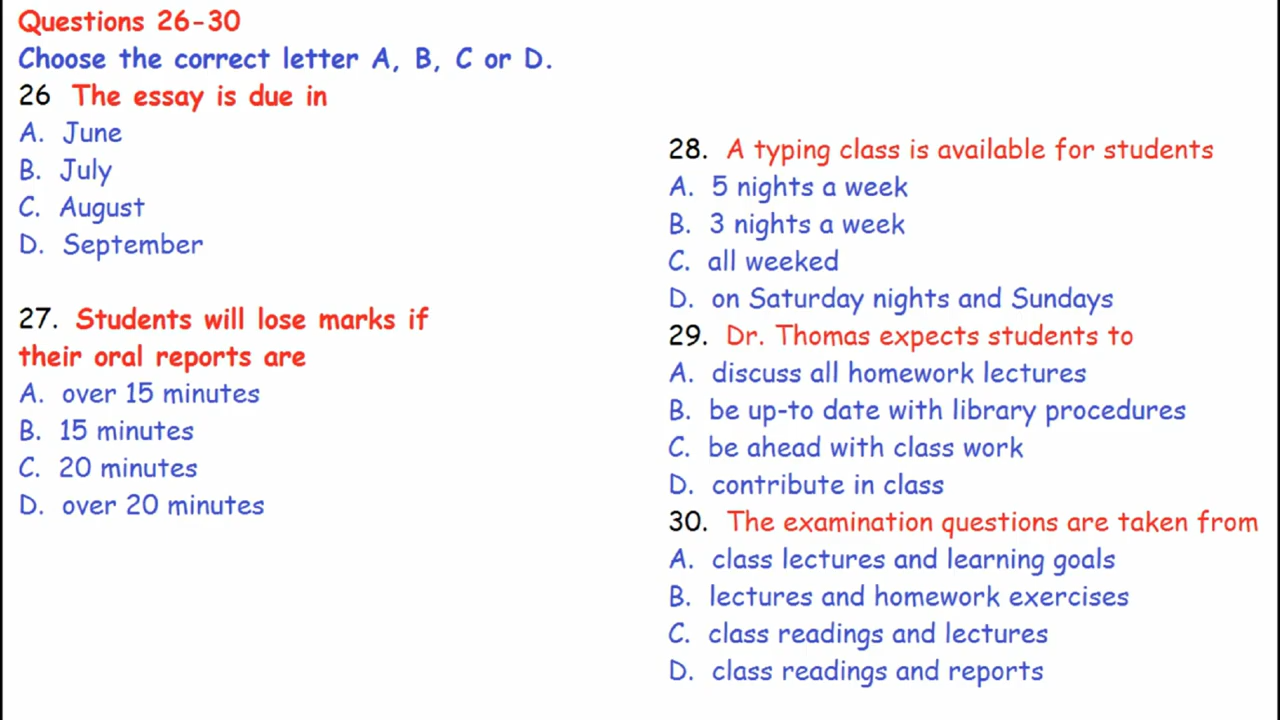 Questions 26-30
Choose the correct letter A, B, C or D.
26 The essay is due in
A. June
B. July
C. August
D. September
27. Students will lose marks if
their oral reports are
A. over 15 minutes
B. 15 minutes
C. 20 minutes
D. over 20 minutes
28. A typing class is available for students
A. 5 nights a week
B. 3 nights a week
C. all weeked
D. on Saturday nights and Sundays
29. Dr. Thomas expects students to
A. discuss all homework lectures
B. be up-to date with library procedures
C. be ahead with class work
D. contribute in class
30. The examination questions are taken from
A. class lectures and learning goals
B. lectures and homework exercises
C. class readings and lectures
D. class readings and reports